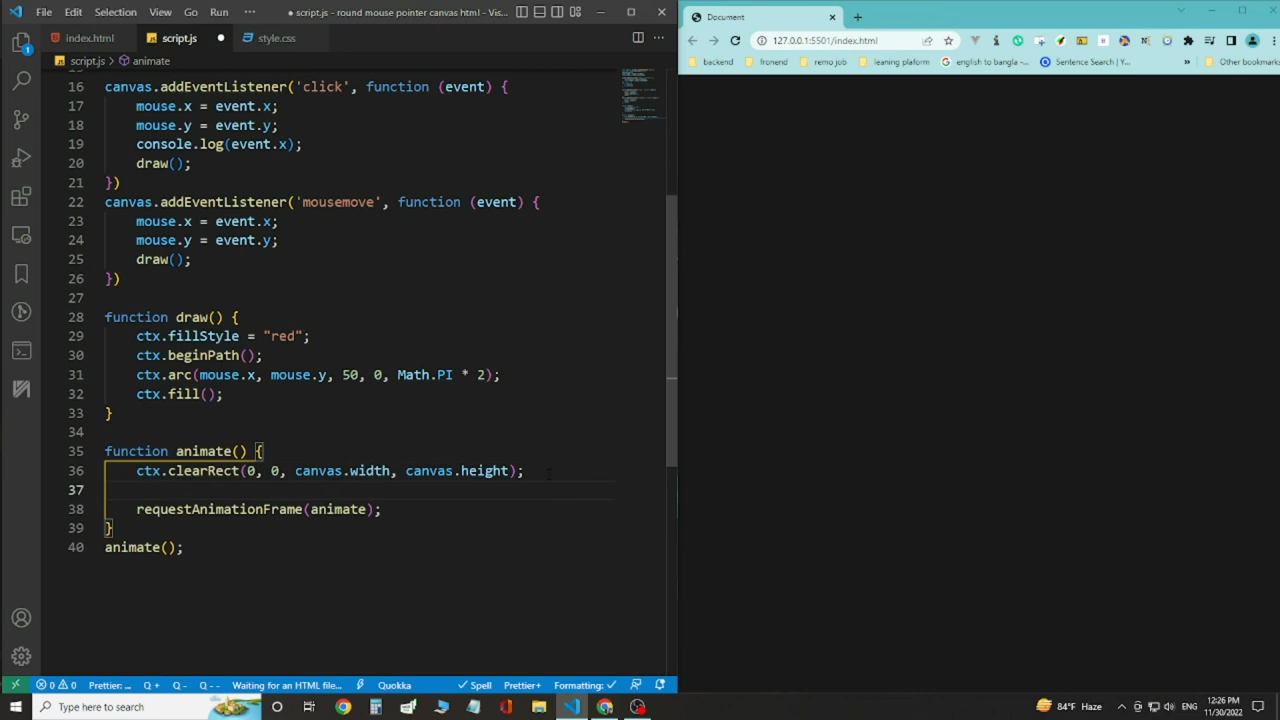 File Edit Selection View Go Run ··· ● script.js - round mouse pointer canvas html - Vis...
index.html script.js ● style.css
script.js > animate
16 canvas.addEventListener('click', function (event) {
17 mouse.x = event.x;
18 mouse.y = event.y;
19 console.log(event.x);
20 draw();
21 })
22 canvas.addEventListener('mousemove', function (event) {
23 mouse.x = event.x;
24 mouse.y = event.y;
25 draw();
26 })
27
28 function draw() {
29 ctx.fillStyle = "red";
30 ctx.beginPath();
31 ctx.arc(mouse.x, mouse.y, 50, 0, Math.PI * 2);
32 ctx.fill();
33 }
34
35 function animate() {
36 ctx.clearRect(0, 0, canvas.width, canvas.height);
37
38 requestAnimationFrame(animate);
39 }
40 animate();
0 0 Prettier: ... Q + Q - Q -- Waiting for an HTML file... Quokka Spell Prettier+ Formatting:
Document
127.0.0.1:5501/index.html
backend fronend remo job leaning plaform english to bangla -... Sentence Search | Y... » Other bookmarks
Type here to search
84°F Haze ENG 12:26 PM
11/30/2022